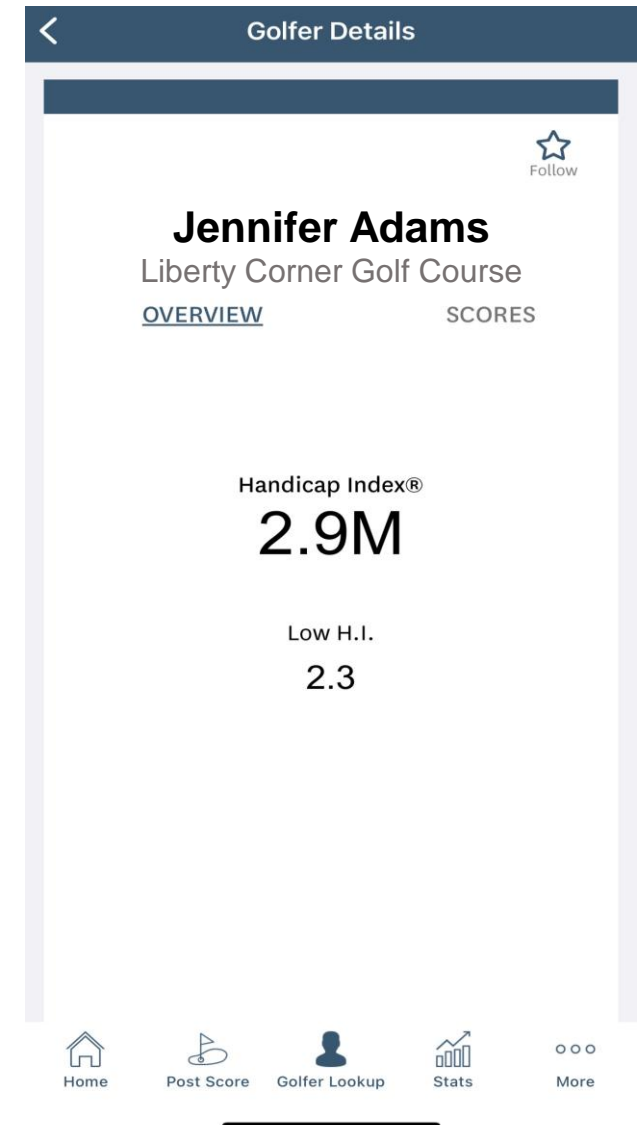 Golfer Details
Follow
Jennifer Adams
Liberty Corner Golf Course
OVERVIEW SCORES
Handicap Index®
2.9M
Low H.I.
2.3
Home Post Score Golfer Lookup Stats More